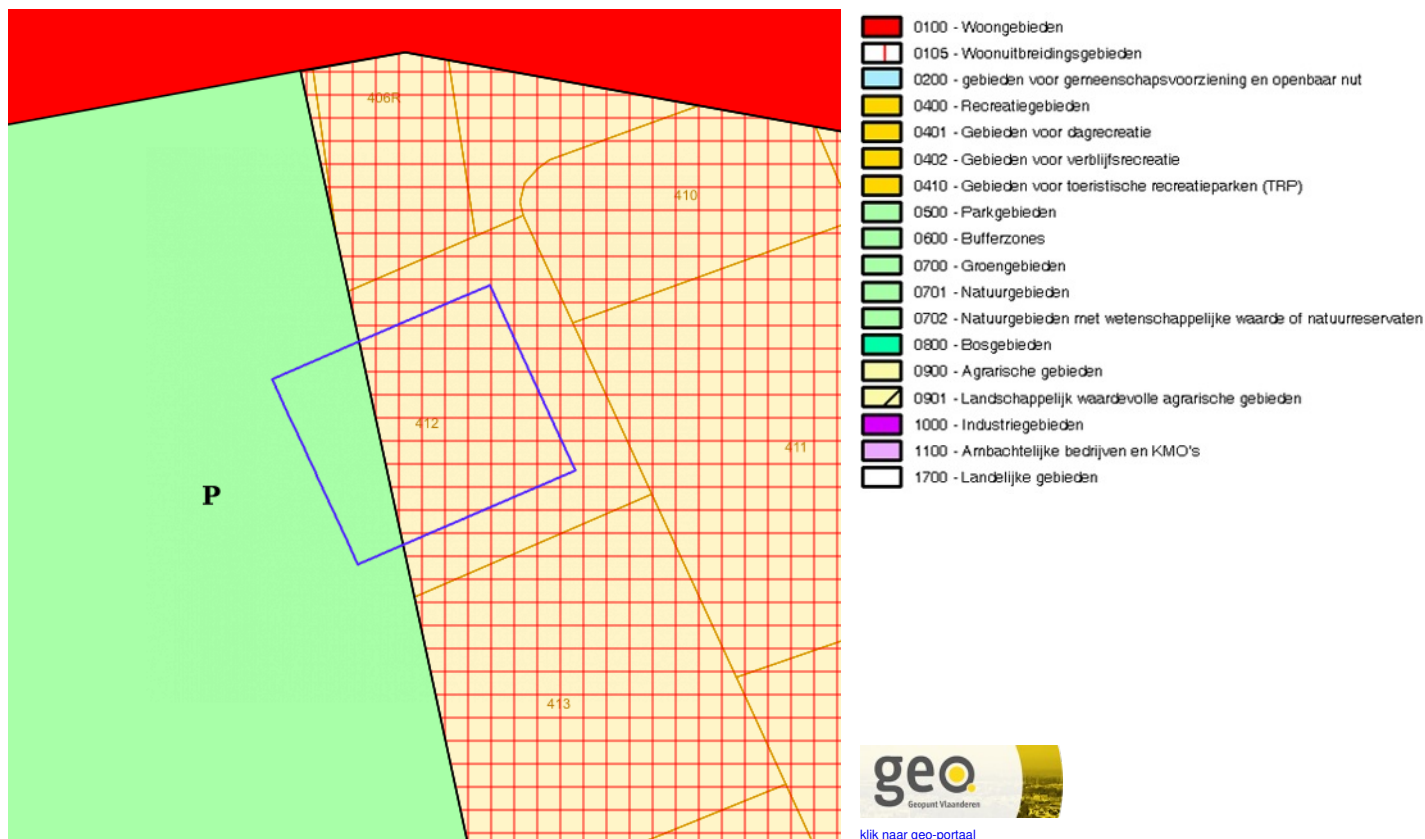 406R
410
412
411
P
413
0100 - Woongebieden
0105 - Woonuitbreidingsgebieden
0200 - gebieden voor gemeenschapsvoorziening en openbaar nut
0400 - Recreatiegebieden
0401 - Gebieden voor dagrecreatie
0402 - Gebieden voor verblijfsrecreatie
0410 - Gebieden voor toeristische recreatieparken (TRP)
0500 - Parkgebieden
0600 - Bufferzones
0700 - Groengebieden
0701 - Natuurgebieden
0702 - Natuurgebieden met wetenschappelijke waarde of natuurreservaten
0800 - Bosgebieden
0900 - Agrarische gebieden
0901 - Landschappelijk waardevolle agrarische gebieden
1000 - Industriegebieden
1100 - Ambachtelijke bedrijven en KMO's
1700 - Landelijke gebieden
geo.
Geopunt Vlaanderen
klik naar geo-portaal